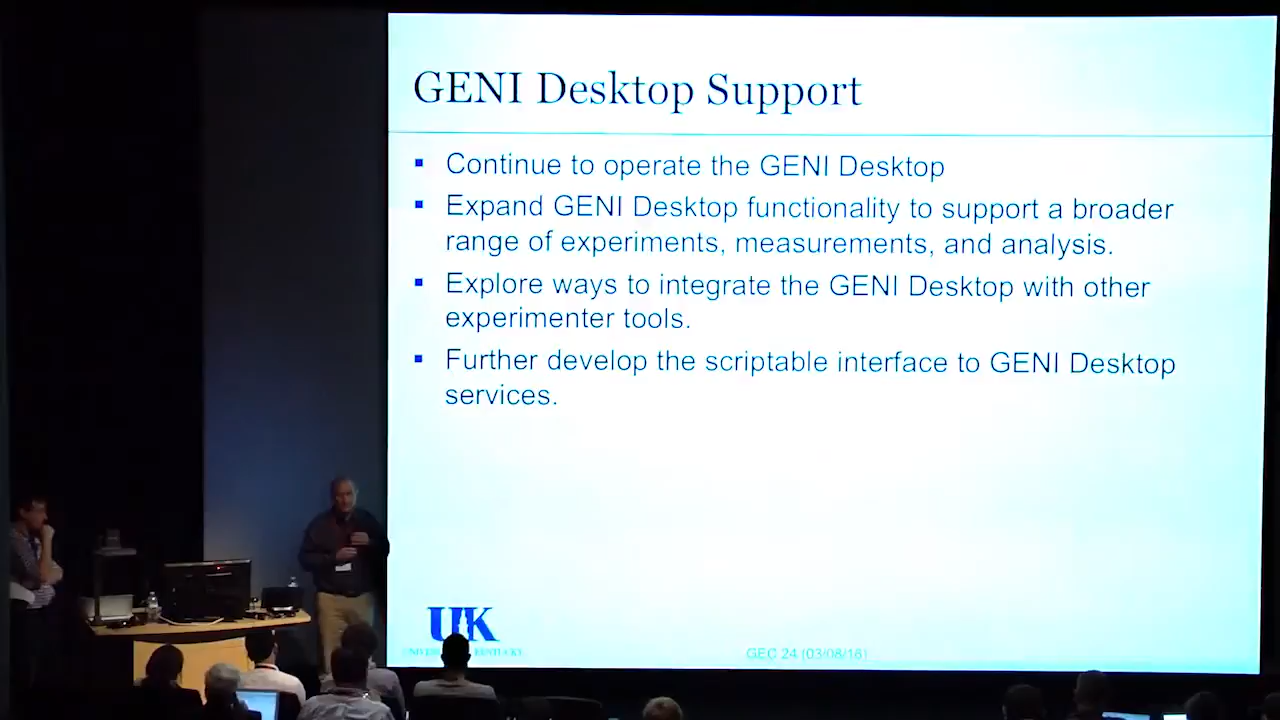 GENI Desktop Support
▪ Continue to operate the GENI Desktop
▪ Expand GENI Desktop functionality to support a broader
range of experiments, measurements, and analysis.
▪ Explore ways to integrate the GENI Desktop with other
experimenter tools.
▪ Further develop the scriptable interface to GENI Desktop
services.
UK
KENTUCKY
GEC 24 (03/08/16)